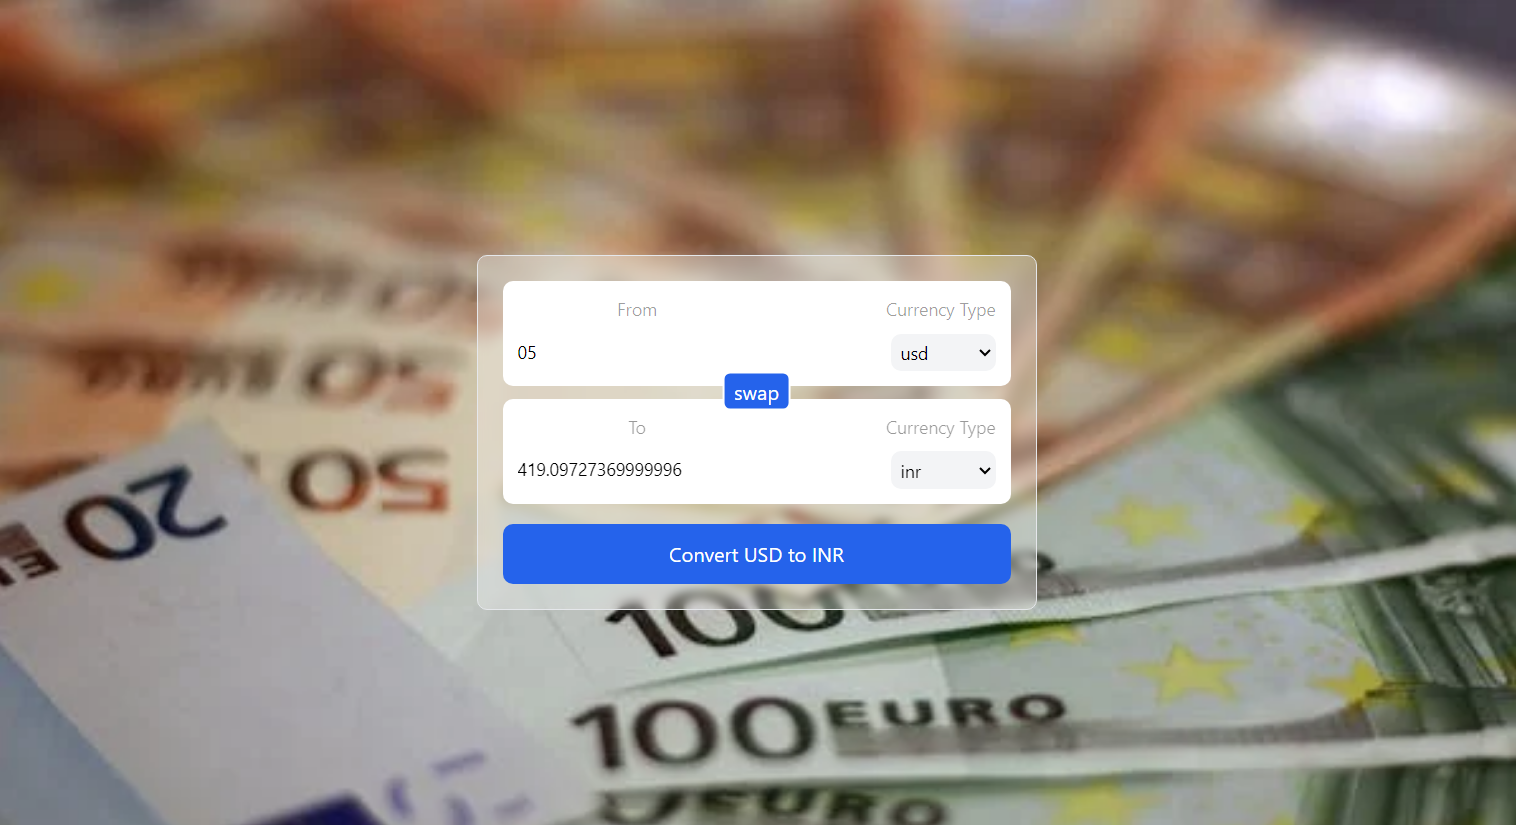 From
Currency Type
05
usd
swap
To
Currency Type
419.09727369999996
inr
Convert USD to INR
20
50
50
100
100 EURO
EURO